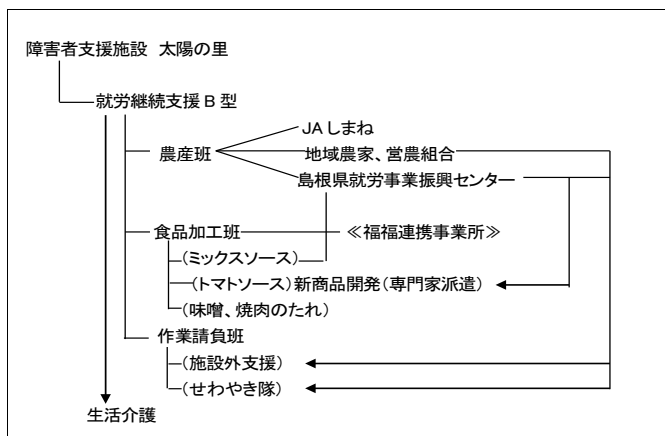 障害者支援施設 太陽の里
就労継続支援B型
JAしまね
農産班 地域農家、営農組合
島根県就労事業振興センター
食品加工班 ≪福福連携事業所≫
(ミックスソース)
(トマトソース)新商品開発(専門家派遣)
(味噌、焼肉のたれ)
作業請負班
(施設外支援)
(せわやき隊)
生活介護